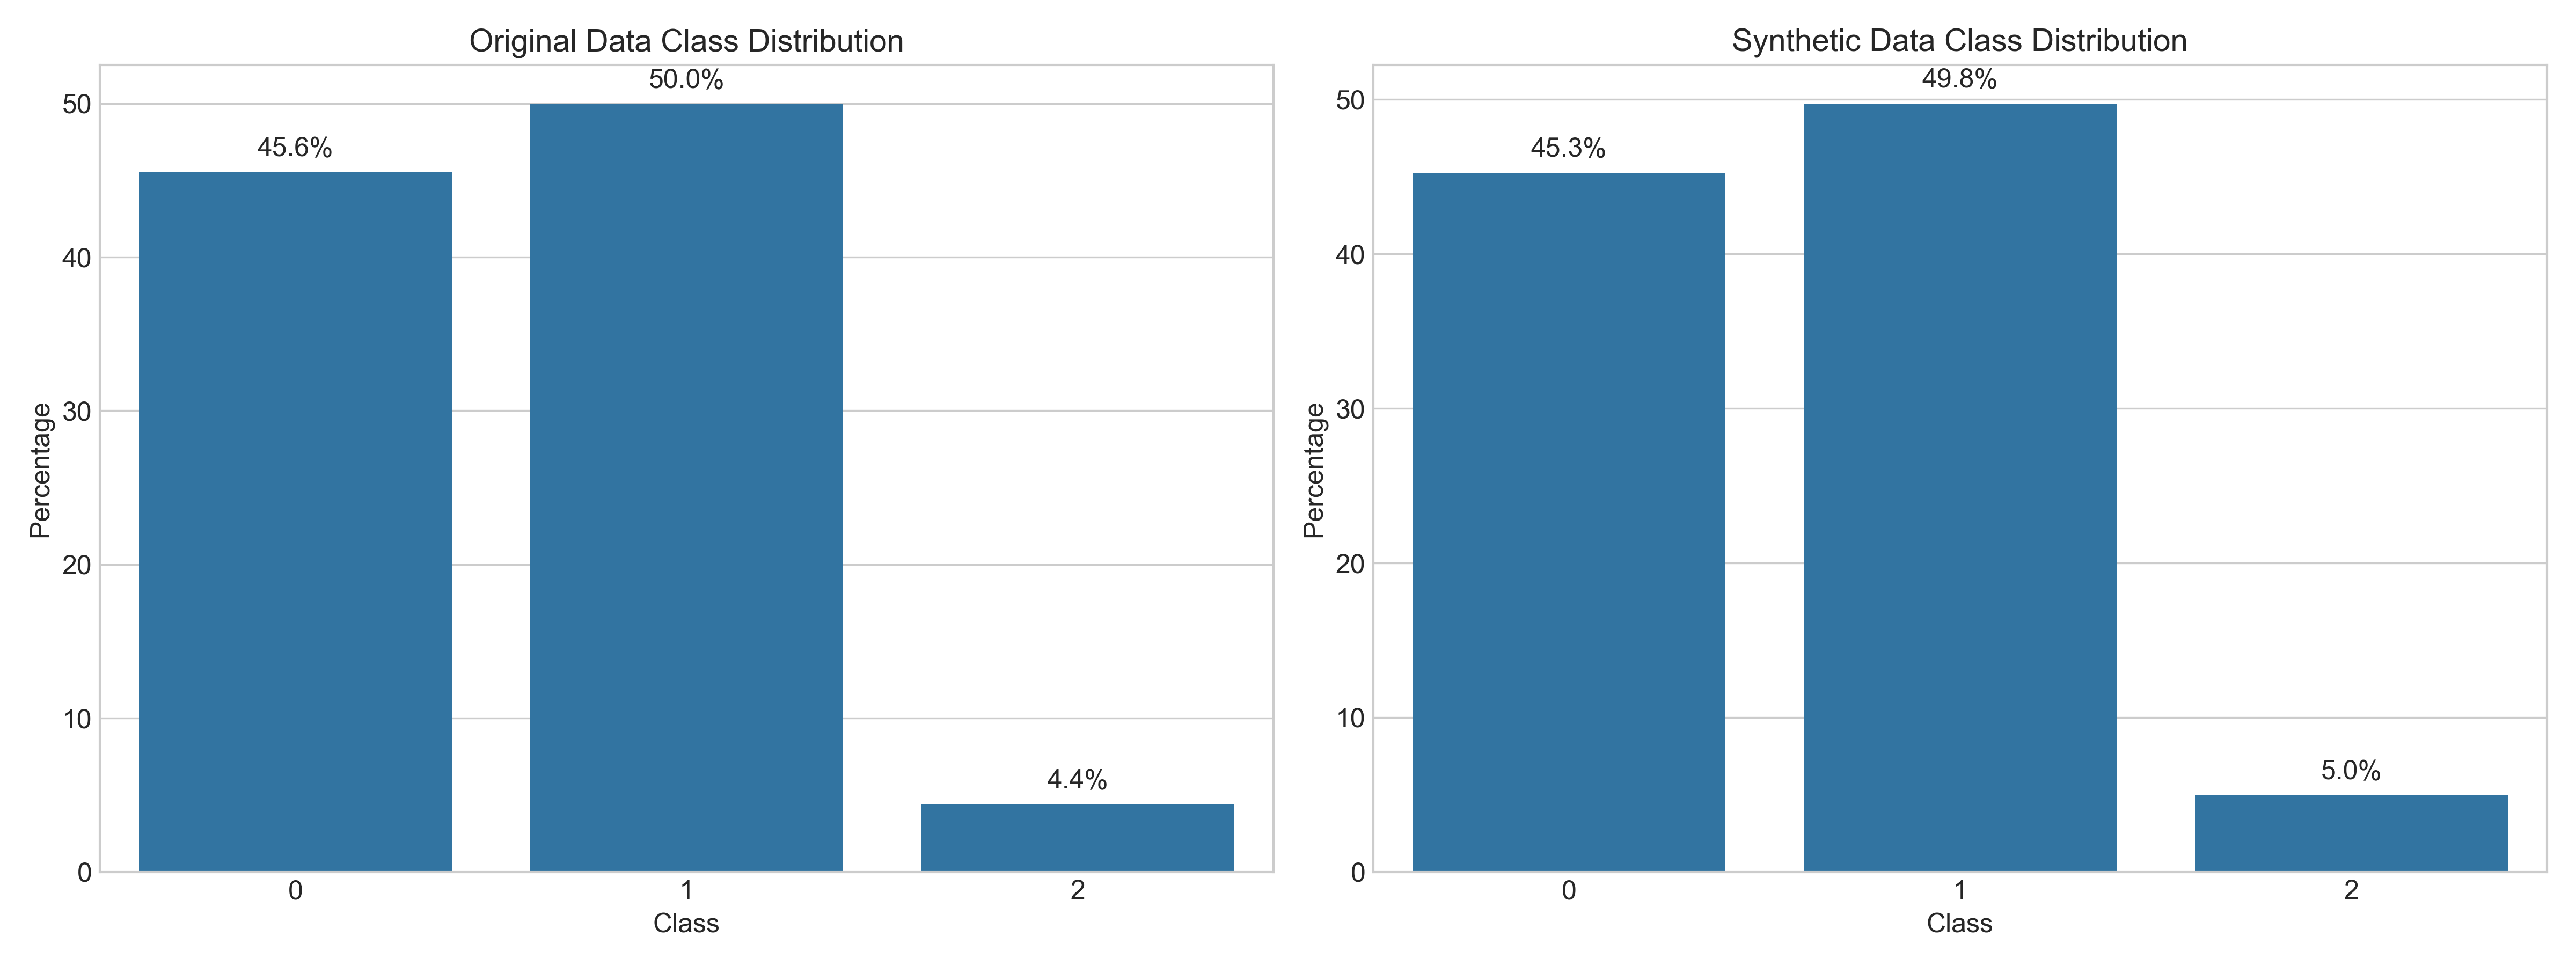 Original Data Class Distribution
50.0%
45.6%
4.4%
50
40
30
20
10
0
Percentage
0 1 2
Class
Synthetic Data Class Distribution
49.8%
45.3%
5.0%
50
40
30
20
10
0
Percentage
0 1 2
Class